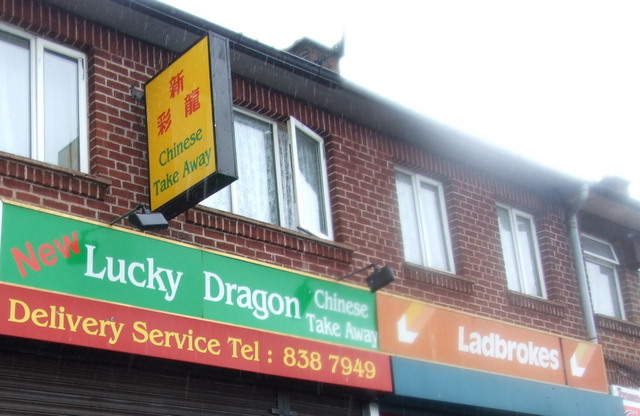 新
彩 龍
Chinese
Take Away
New Lucky Dragon Chinese
Take Away
Delivery Service Tel : 838 7949
Ladbrokes